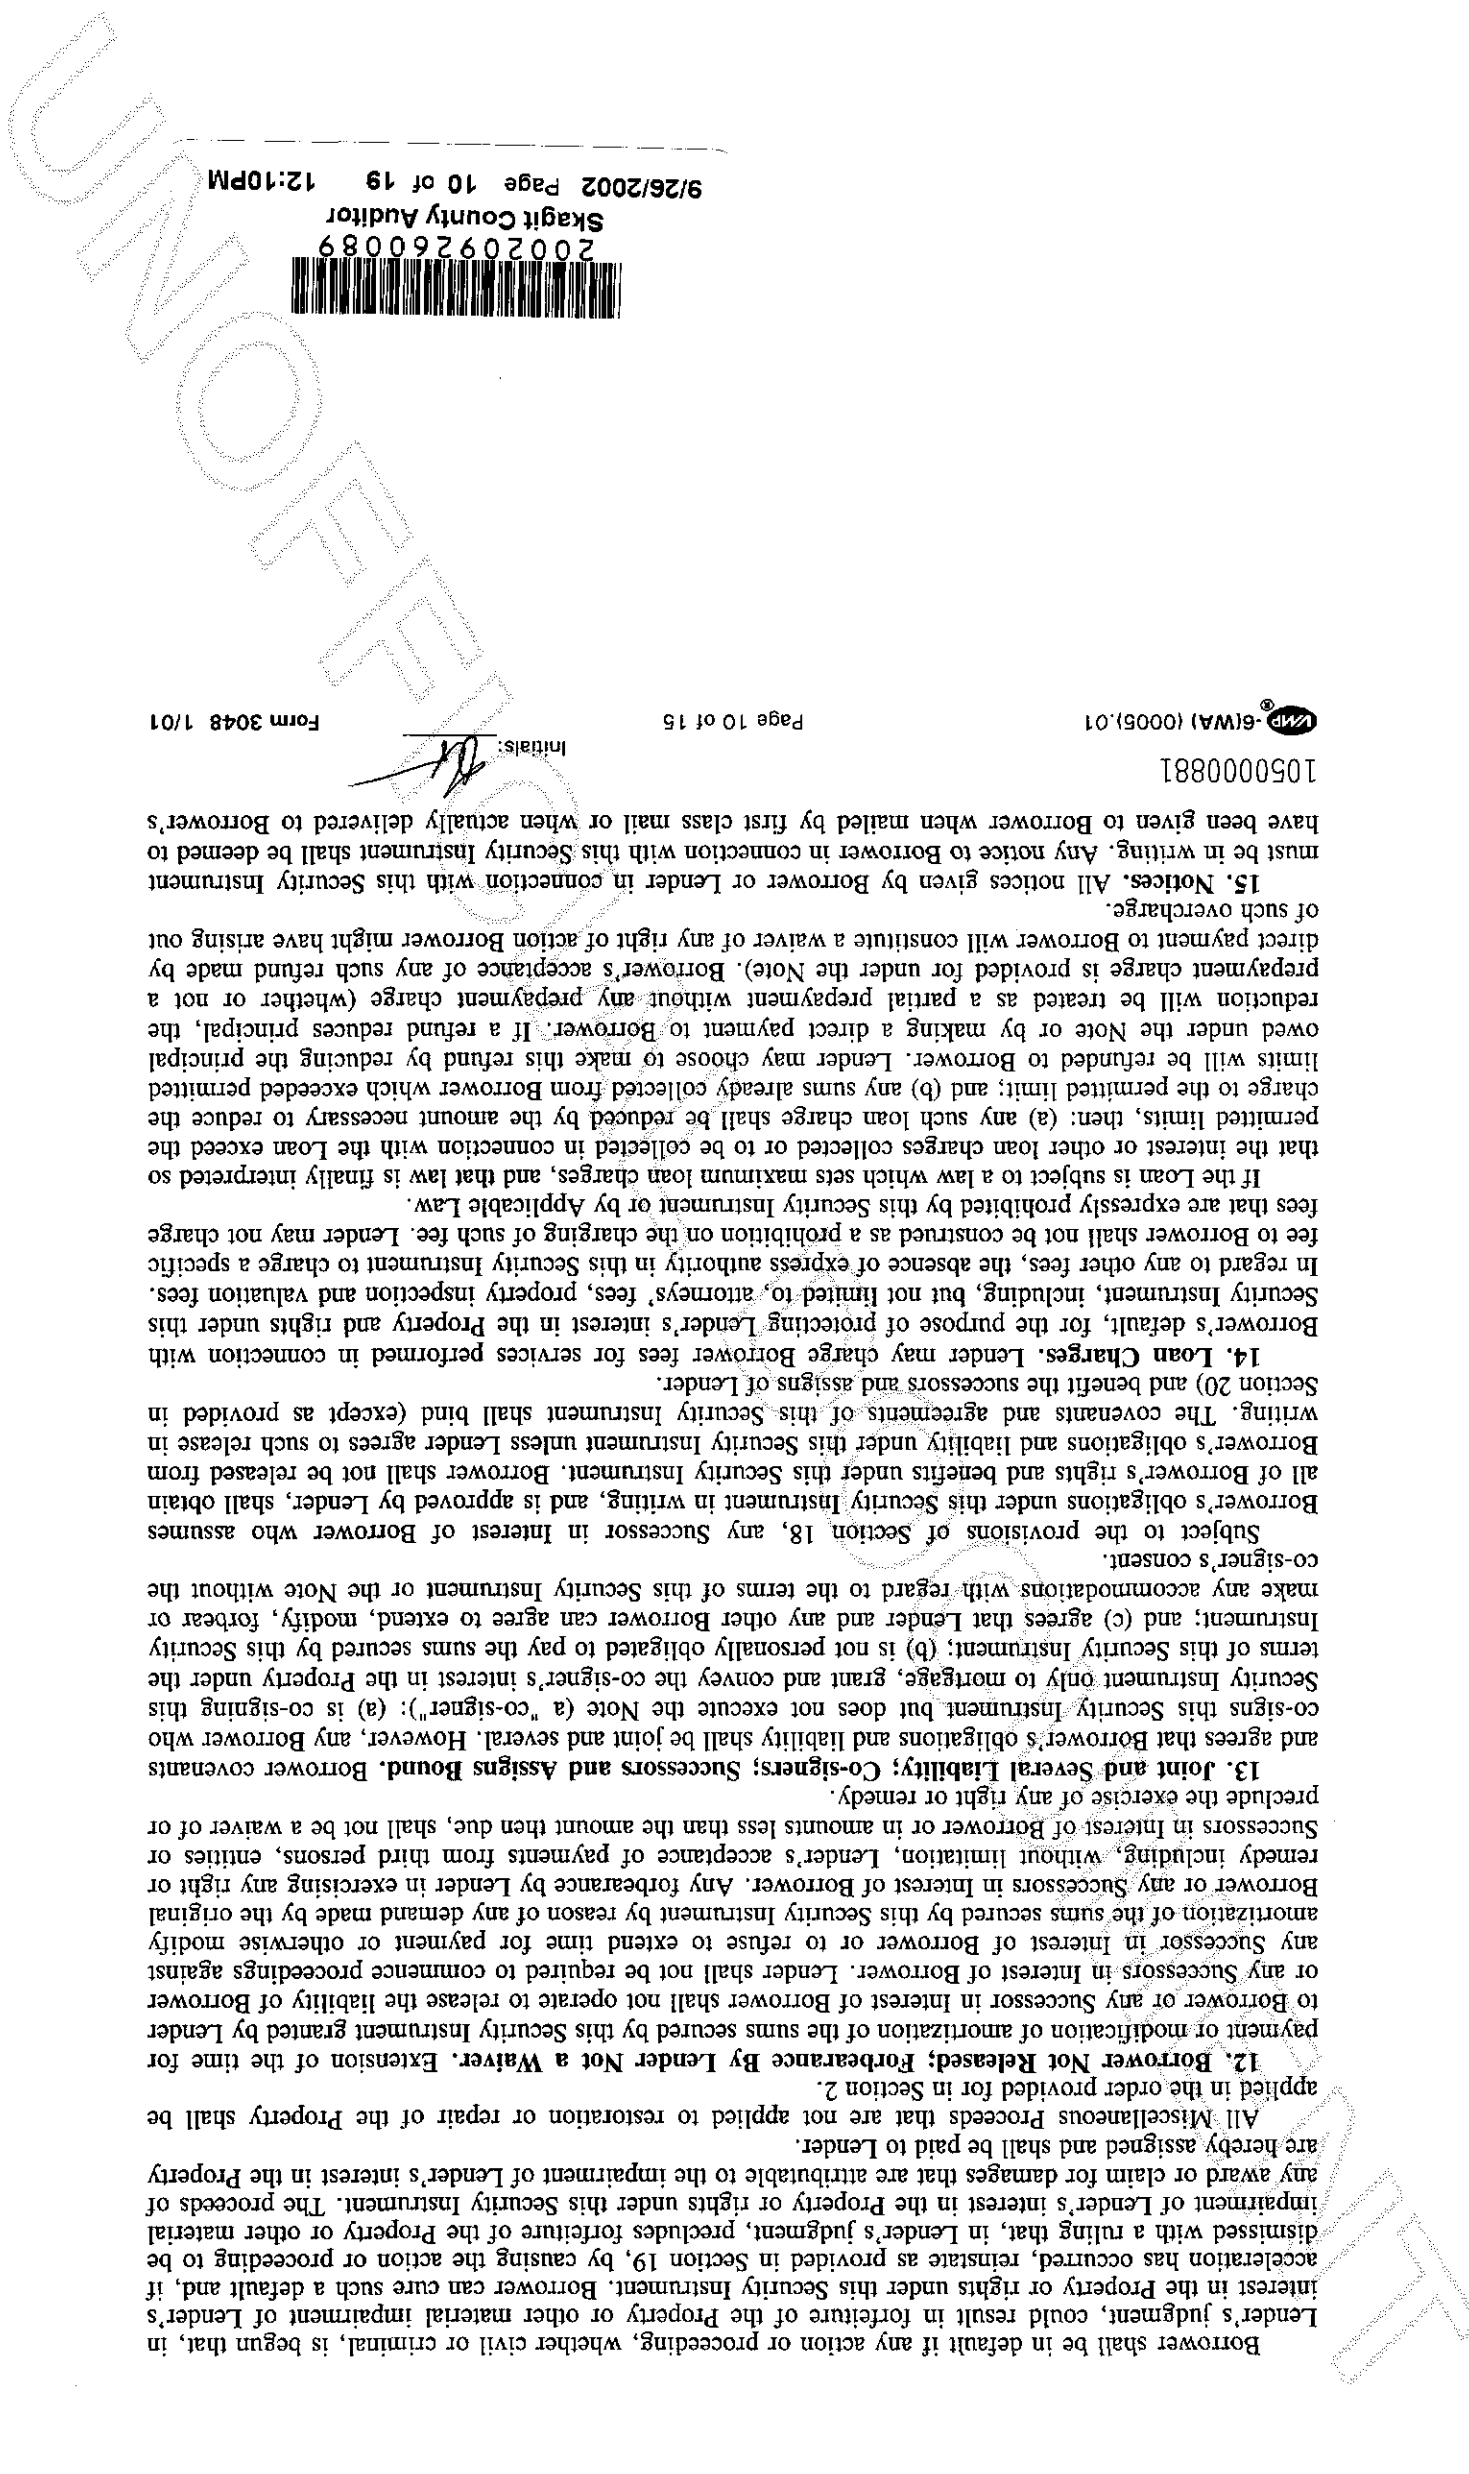 Borrower shall be in default if any action or proceeding, whether civil or criminal, is begun that, in
Lender's judgment, could result in forfeiture of the Property or other material impairment of Lender's
interest in the Property or rights under this Security Instrument. Borrower can cure such a default and, if
acceleration has occurred, reinstate as provided in Section 19, by causing the action or proceeding to be
dismissed with a ruling that, in Lender's judgment, precludes forfeiture of the Property or other material
impairment of Lender's interest in the Property or rights under this Security Instrument. The proceeds of
any award or claim for damages that are attributable to the impairment of Lender's interest in the Property
are hereby assigned and shall be paid to Lender.
All Miscellaneous Proceeds that are not applied to restoration or repair of the Property shall be
applied in the order provided for in Section 2.
12. Borrower Not Released; Forbearance By Lender Not a Waiver. Extension of the time for
payment or modification of amortization of the sums secured by this Security Instrument granted by Lender
to Borrower or any Successor in Interest of Borrower shall not operate to release the liability of Borrower
or any Successors in Interest of Borrower. Lender shall not be required to commence proceedings against
any Successor in Interest of Borrower or to refuse to extend time for payment or otherwise modify
amortization of the sums secured by this Security Instrument by reason of any demand made by the original
Borrower or any Successors in Interest of Borrower. Any forbearance by Lender in exercising any right or
remedy including, without limitation, Lender's acceptance of payments from third persons, entities or
Successors in Interest of Borrower or in amounts less than the amount then due, shall not be a waiver of or
preclude the exercise of any right or remedy.
13. Joint and Several Liability; Co-signers; Successors and Assigns Bound. Borrower covenants
and agrees that Borrower's obligations and liability shall be joint and several. However, any Borrower who
co-signs this Security Instrument but does not execute the Note (a "co-signer"): (a) is co-signing this
Security Instrument only to mortgage, grant and convey the co-signer's interest in the Property under the
terms of this Security Instrument; (b) is not personally obligated to pay the sums secured by this Security
Instrument; and (c) agrees that Lender and any other Borrower can agree to extend, modify, forbear or
make any accommodations with regard to the terms of this Security Instrument or the Note without the
co-signer's consent.
Subject to the provisions of Section 18, any Successor in Interest of Borrower who assumes
Borrower's obligations under this Security Instrument in writing, and is approved by Lender, shall obtain
all of Borrower's rights and benefits under this Security Instrument. Borrower shall not be released from
Borrower's obligations and liability under this Security Instrument unless Lender agrees to such release in
writing. The covenants and agreements of this Security Instrument shall bind (except as provided in
Section 20) and benefit the successors and assigns of Lender.
14. Loan Charges. Lender may charge Borrower fees for services performed in connection with
Borrower's default, for the purpose of protecting Lender's interest in the Property and rights under this
Security Instrument, including, but not limited to, attorneys' fees, property inspection and valuation fees.
In regard to any other fees, the absence of express authority in this Security Instrument to charge a specific
fee to Borrower shall not be construed as a prohibition on the charging of such fee. Lender may not charge
fees that are expressly prohibited by this Security Instrument or by Applicable Law.
If the Loan is subject to a law which sets maximum loan charges, and that law is finally interpreted so
that the interest or other loan charges collected or to be collected in connection with the Loan exceed the
permitted limits, then: (a) any such loan charge shall be reduced by the amount necessary to reduce the
charge to the permitted limit; and (b) any sums already collected from Borrower which exceeded permitted
limits will be refunded to Borrower. Lender may choose to make this refund by reducing the principal
owed under the Note or by making a direct payment to Borrower. If a refund reduces principal, the
reduction will be treated as a partial prepayment without any prepayment charge (whether or not a
prepayment charge is provided for under the Note). Borrower's acceptance of any such refund made by
direct payment to Borrower will constitute a waiver of any right of action Borrower might have arising out
of such overcharge.
15. Notices. All notices given by Borrower or Lender in connection with this Security Instrument
must be in writing. Any notice to Borrower in connection with this Security Instrument shall be deemed to
have been given to Borrower when mailed by first class mail or when actually delivered to Borrower's
1050000881
Initials:
VMP®-6(WA) (0005).01 Page 10 of 15 Form 3048 1/01
200209260089
Skagit County Auditor
9/26/2002 Page 10 of 19 12:10PM
UNOFFICIAL DOCUMENT